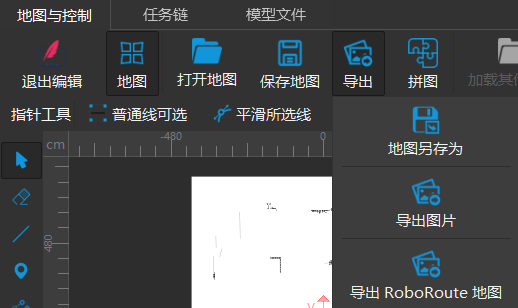 地图与控制 任务链 模型文件
退出编辑 地图 打开地图 保存地图 导出 拼图 加载其
指针工具 普通线可选 平滑所选线
地图另存为
cm -480 0
导出图片
480
导出 RoboRoute 地图